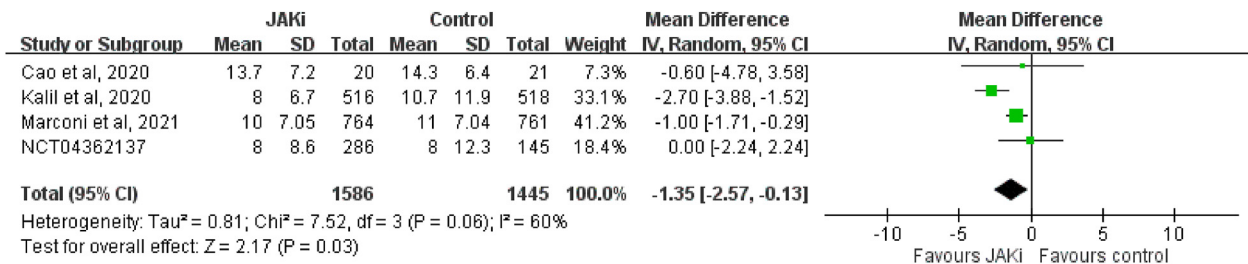 JAKi Control Mean Difference Mean Difference
Study or Subgroup Mean SD Total Mean SD Total Weight IV, Random, 95% CI IV, Random, 95% CI
Cao et al, 2020 13.7 7.2 20 14.3 6.4 21 7.3% -0.60 [-4.78, 3.58]
Kalil et al, 2020 8 6.7 516 10.7 11.9 518 33.1% -2.70 [-3.88, -1.52]
Marconi et al, 2021 10 7.05 764 11 7.04 761 41.2% -1.00 [-1.71, -0.29]
NCT04362137 8 8.6 286 8 12.3 145 18.4% 0.00 [-2.24, 2.24]
Total (95% CI) 1586 1445 100.0% -1.35 [-2.57, -0.13]
Heterogeneity: Tau² = 0.81; Chi² = 7.52, df = 3 (P = 0.06); I² = 60%
Test for overall effect: Z = 2.17 (P = 0.03)
-10 -5 0 5 10
Favours JAKi Favours control